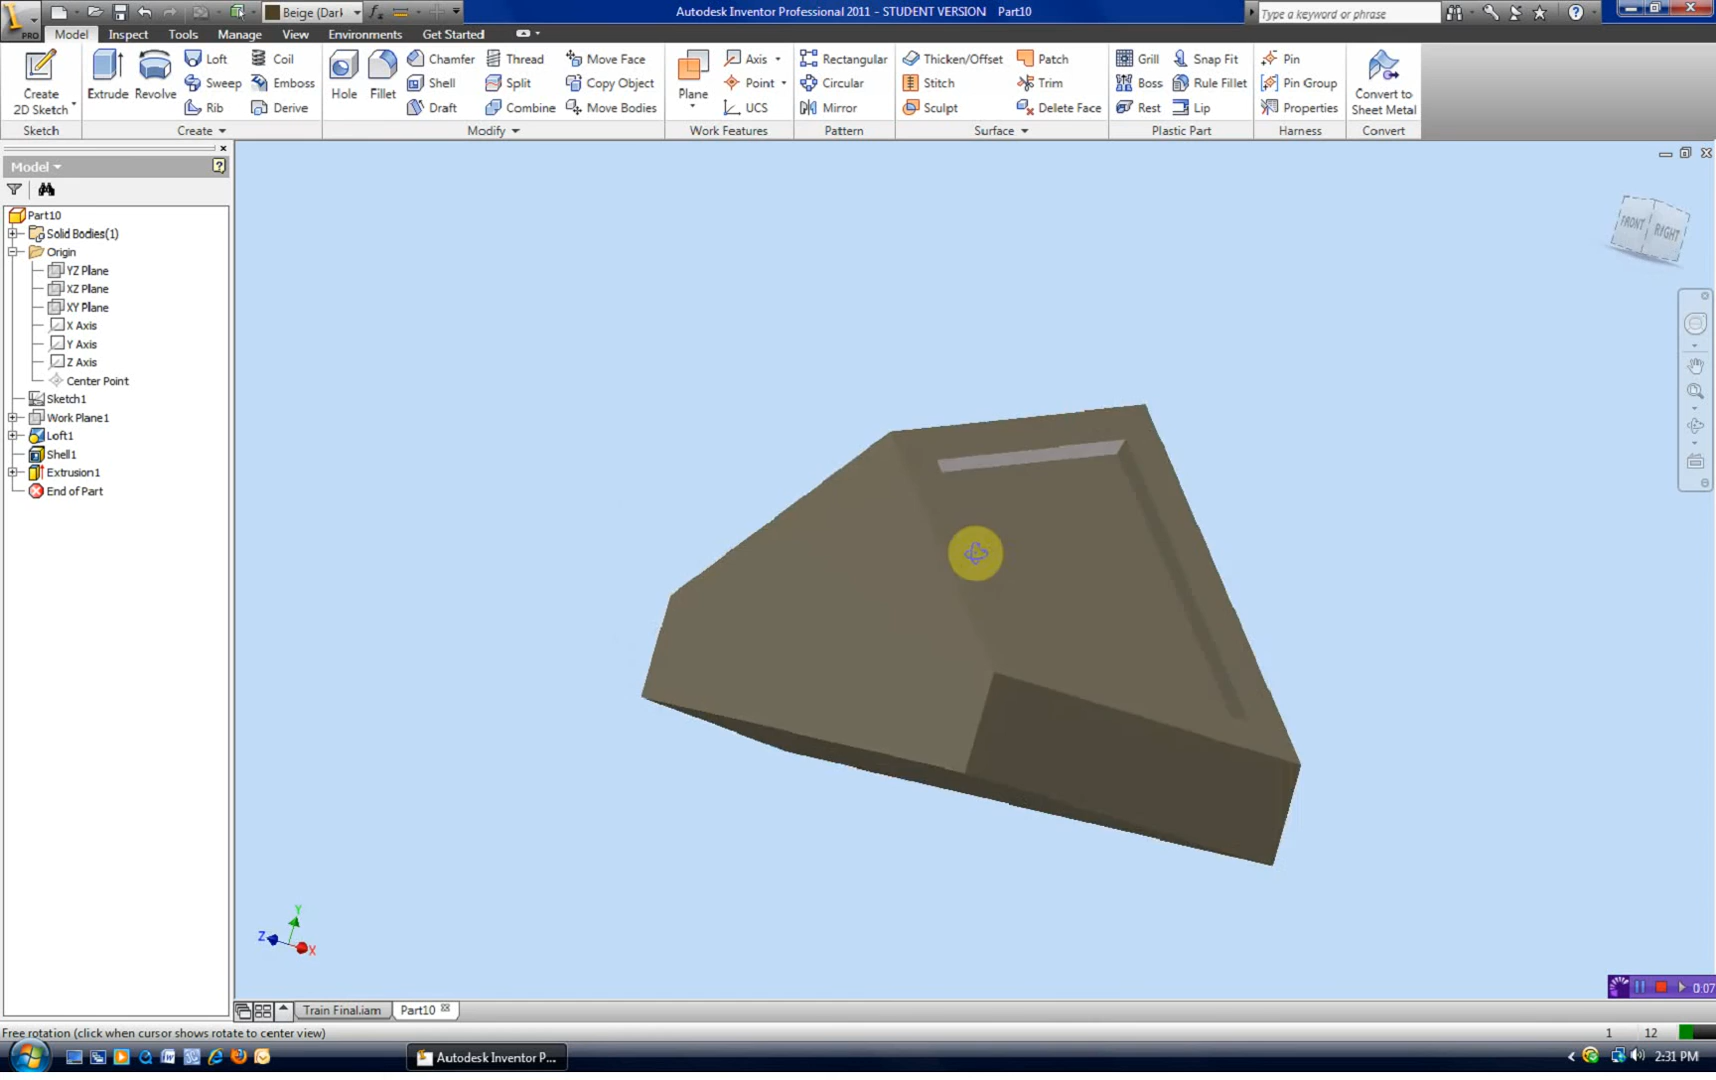 Beige (Dark
Autodesk Inventor Professional 2011 - STUDENT VERSION Part10
Type a keyword or phrase
PRO
Model Inspect Tools Manage View Environments Get Started
Create 2D Sketch
Extrude Revolve
Loft Coil
Sweep Emboss
Rib Derive
Hole Fillet
Chamfer Thread Move Face
Shell Split Copy Object
Draft Combine Move Bodies
Plane
Axis
Point
UCS
Rectangular
Circular
Mirror
Thicken/Offset Patch
Stitch Trim
Sculpt Delete Face
Grill Snap Fit
Boss Rule Fillet
Rest Lip
Pin
Pin Group
Properties
Convert to Sheet Metal
Sketch Create Modify Work Features Pattern Surface Plastic Part Harness Convert
Model
Part10
Solid Bodies(1)
Origin
YZ Plane
XZ Plane
XY Plane
X Axis
Y Axis
Z Axis
Center Point
Sketch1
Work Plane1
Loft1
Shell1
Extrusion1
End of Part
FRONT RIGHT
Y
Z
X
0:07
Train Final.iam Part10
Free rotation (click when cursor shows rotate to center view)
1 12
Autodesk Inventor P...
2:31 PM